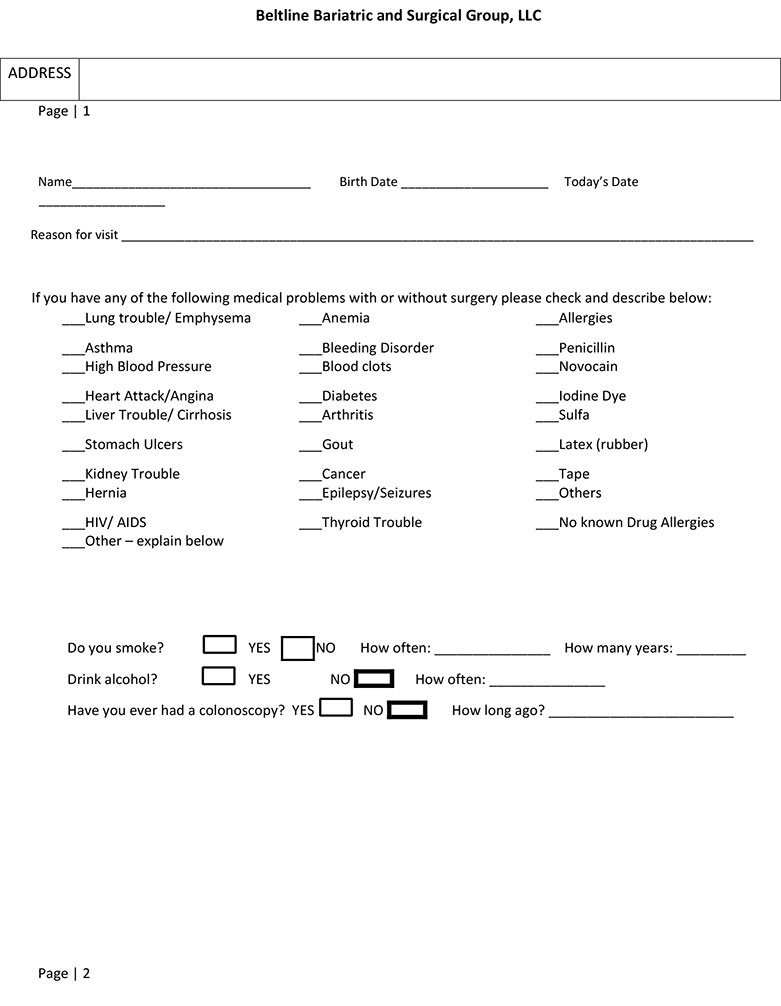 Beltline Bariatric and Surgical Group, LLC
ADDRESS
Page | 1
Name__________________________________ Birth Date _____________________ Today’s Date
__________________
Reason for visit __________________________________________________________________________________________
If you have any of the following medical problems with or without surgery please check and describe below:
___Lung trouble/ Emphysema ___Anemia ___Allergies
___Asthma ___Bleeding Disorder ___Penicillin
___High Blood Pressure ___Blood clots ___Novocain
___Heart Attack/Angina ___Diabetes ___Iodine Dye
___Liver Trouble/ Cirrhosis ___Arthritis ___Sulfa
___Stomach Ulcers ___Gout ___Latex (rubber)
___Kidney Trouble ___Cancer ___Tape
___Hernia ___Epilepsy/Seizures ___Others
___HIV/ AIDS ___Thyroid Trouble ___No known Drug Allergies
___Other – explain below
Do you smoke? YES NO How often: _______________ How many years: _________
Drink alcohol? YES NO How often: _______________
Have you ever had a colonoscopy? YES NO How long ago? ________________________
Page | 2